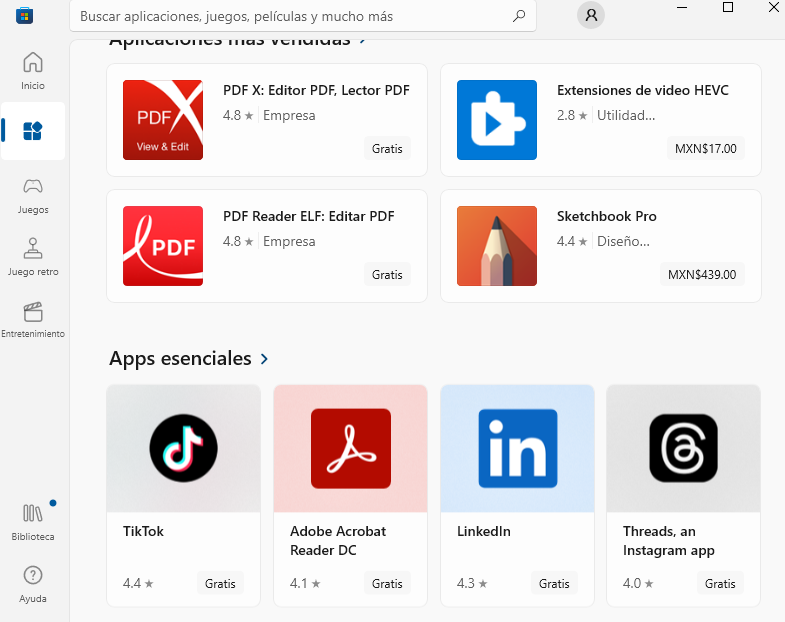 Buscar aplicaciones, juegos, películas y mucho más
Aplicaciones más vendidas
Inicio
Juegos
Juego retro
Entretenimiento
Biblioteca
Ayuda
PDF
View & Edit
PDF X: Editor PDF, Lector PDF
4.8 ★ Empresa
Gratis
Extensiones de video HEVC
2.8 ★ Utilidad...
MXN$17.00
PDF
PDF Reader ELF: Editar PDF
4.8 ★ Empresa
Gratis
Sketchbook Pro
4.4 ★ Diseño...
MXN$439.00
Apps esenciales
in
TikTok
4.4 ★ Gratis
Adobe Acrobat
Reader DC
4.1 ★ Gratis
LinkedIn
4.3 ★ Gratis
Threads, an
Instagram app
4.0 ★ Gratis